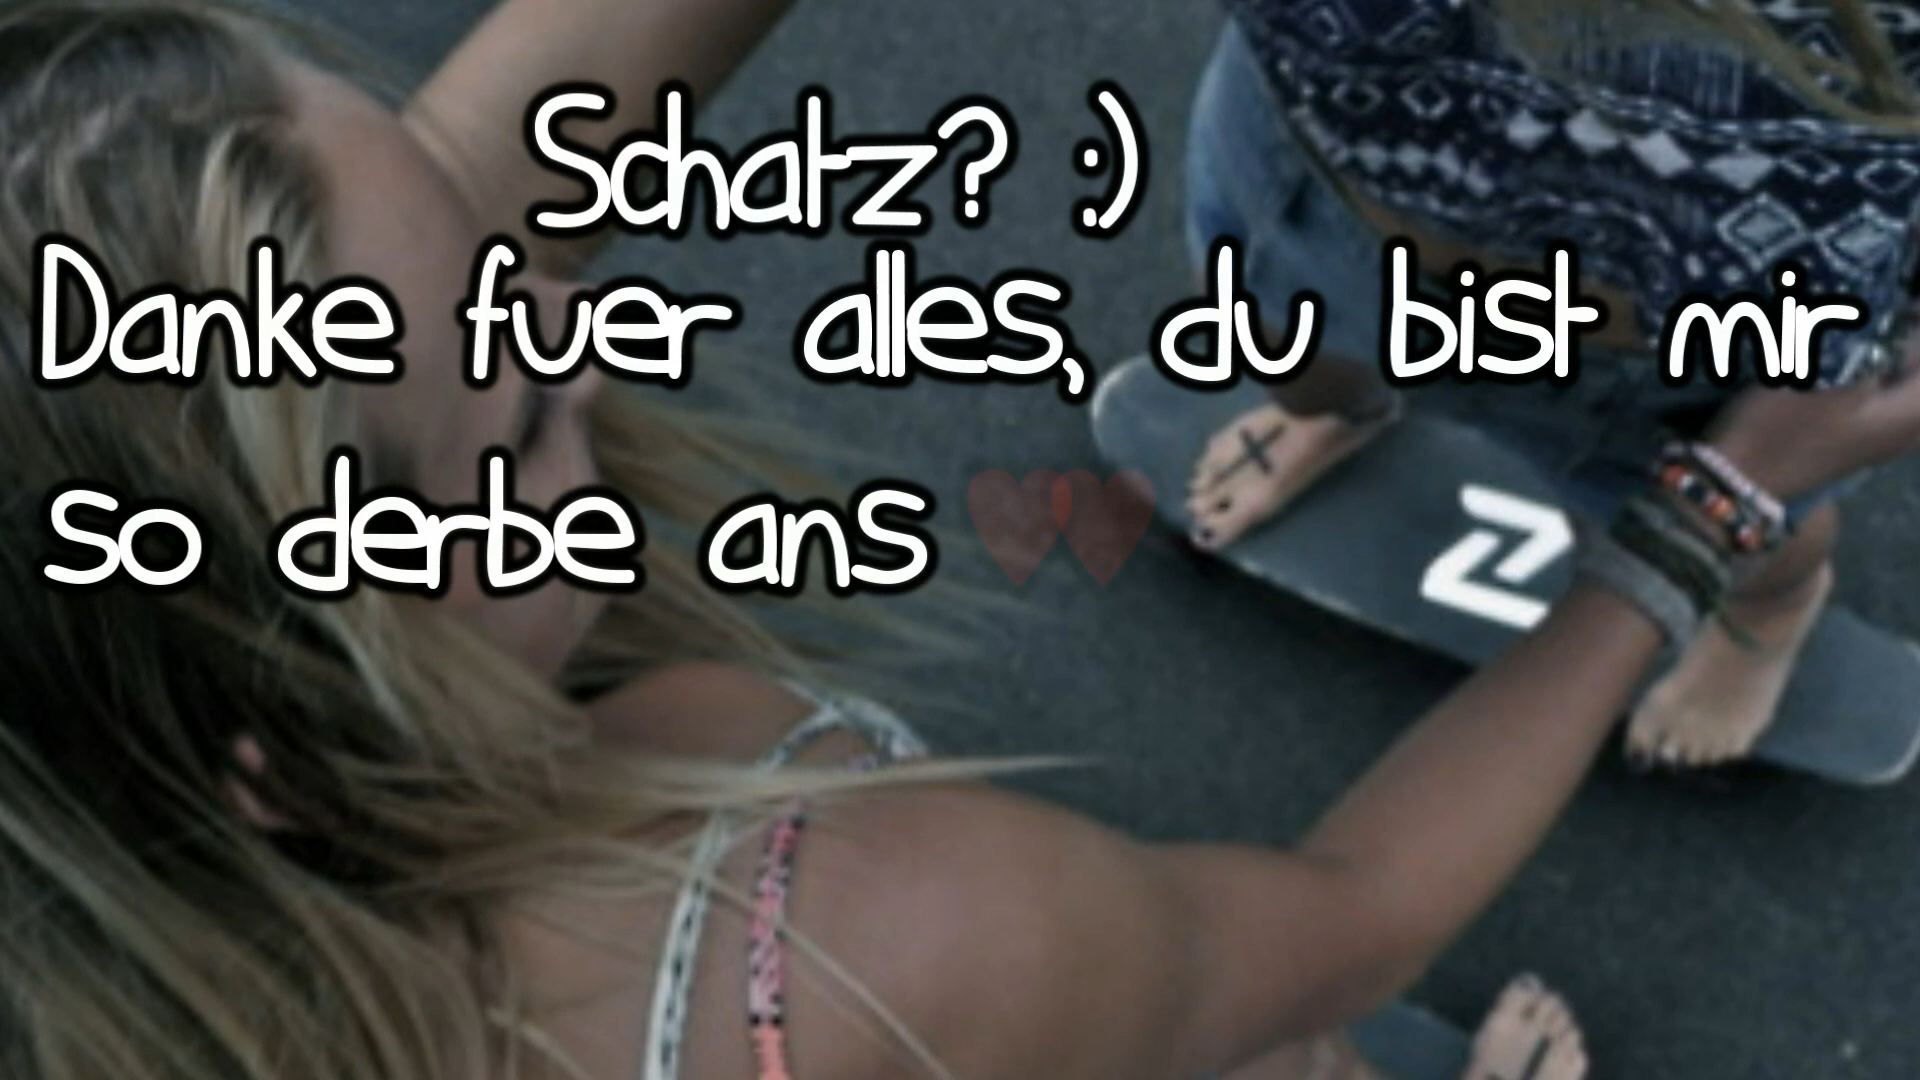 Schatz? :)
Danke fuer alles, du bist mir
so derbe ans ♥♥